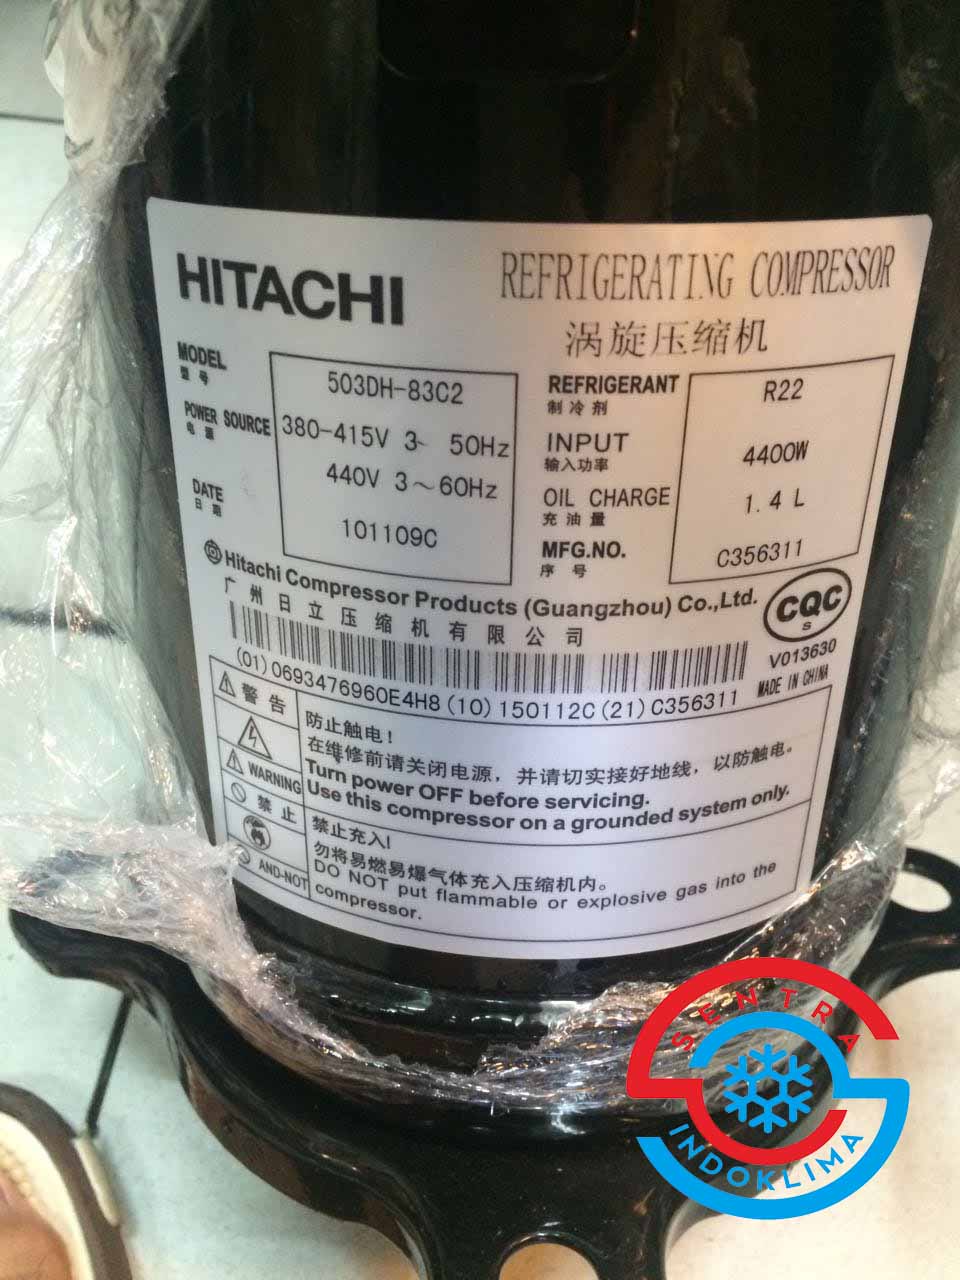 HITACHI
REFRIGERATING COMPRESSOR
涡旋压缩机
MODEL
型号
503DH-83C2
POWER SOURCE
电源
380-415V 3~ 50Hz
440V 3~60Hz
DATE
日期
101109C
REFRIGERANT
制冷剂
R22
INPUT
输入功率
4400W
OIL CHARGE
充油量
1.4 L
MFG.NO.
序号
C356311
Hitachi Compressor Products (Guangzhou) Co.,Ltd.
广州日立压缩机有限公司
CQC
S
V013630
MADE IN CHINA
(01)0693476960E4H8(10)150112C(21)C356311
警告
WARNING
防止触电!
在维修前请关闭电源，并请切实接好地线，以防触电。
Turn power OFF before servicing.
Use this compressor on a grounded system only.
禁止
AND-NOT
禁止充入!
勿将易燃易爆气体充入压缩机内。
DO NOT put flammable or explosive gas into the
compressor.
SENTRA
INDOKLIMA